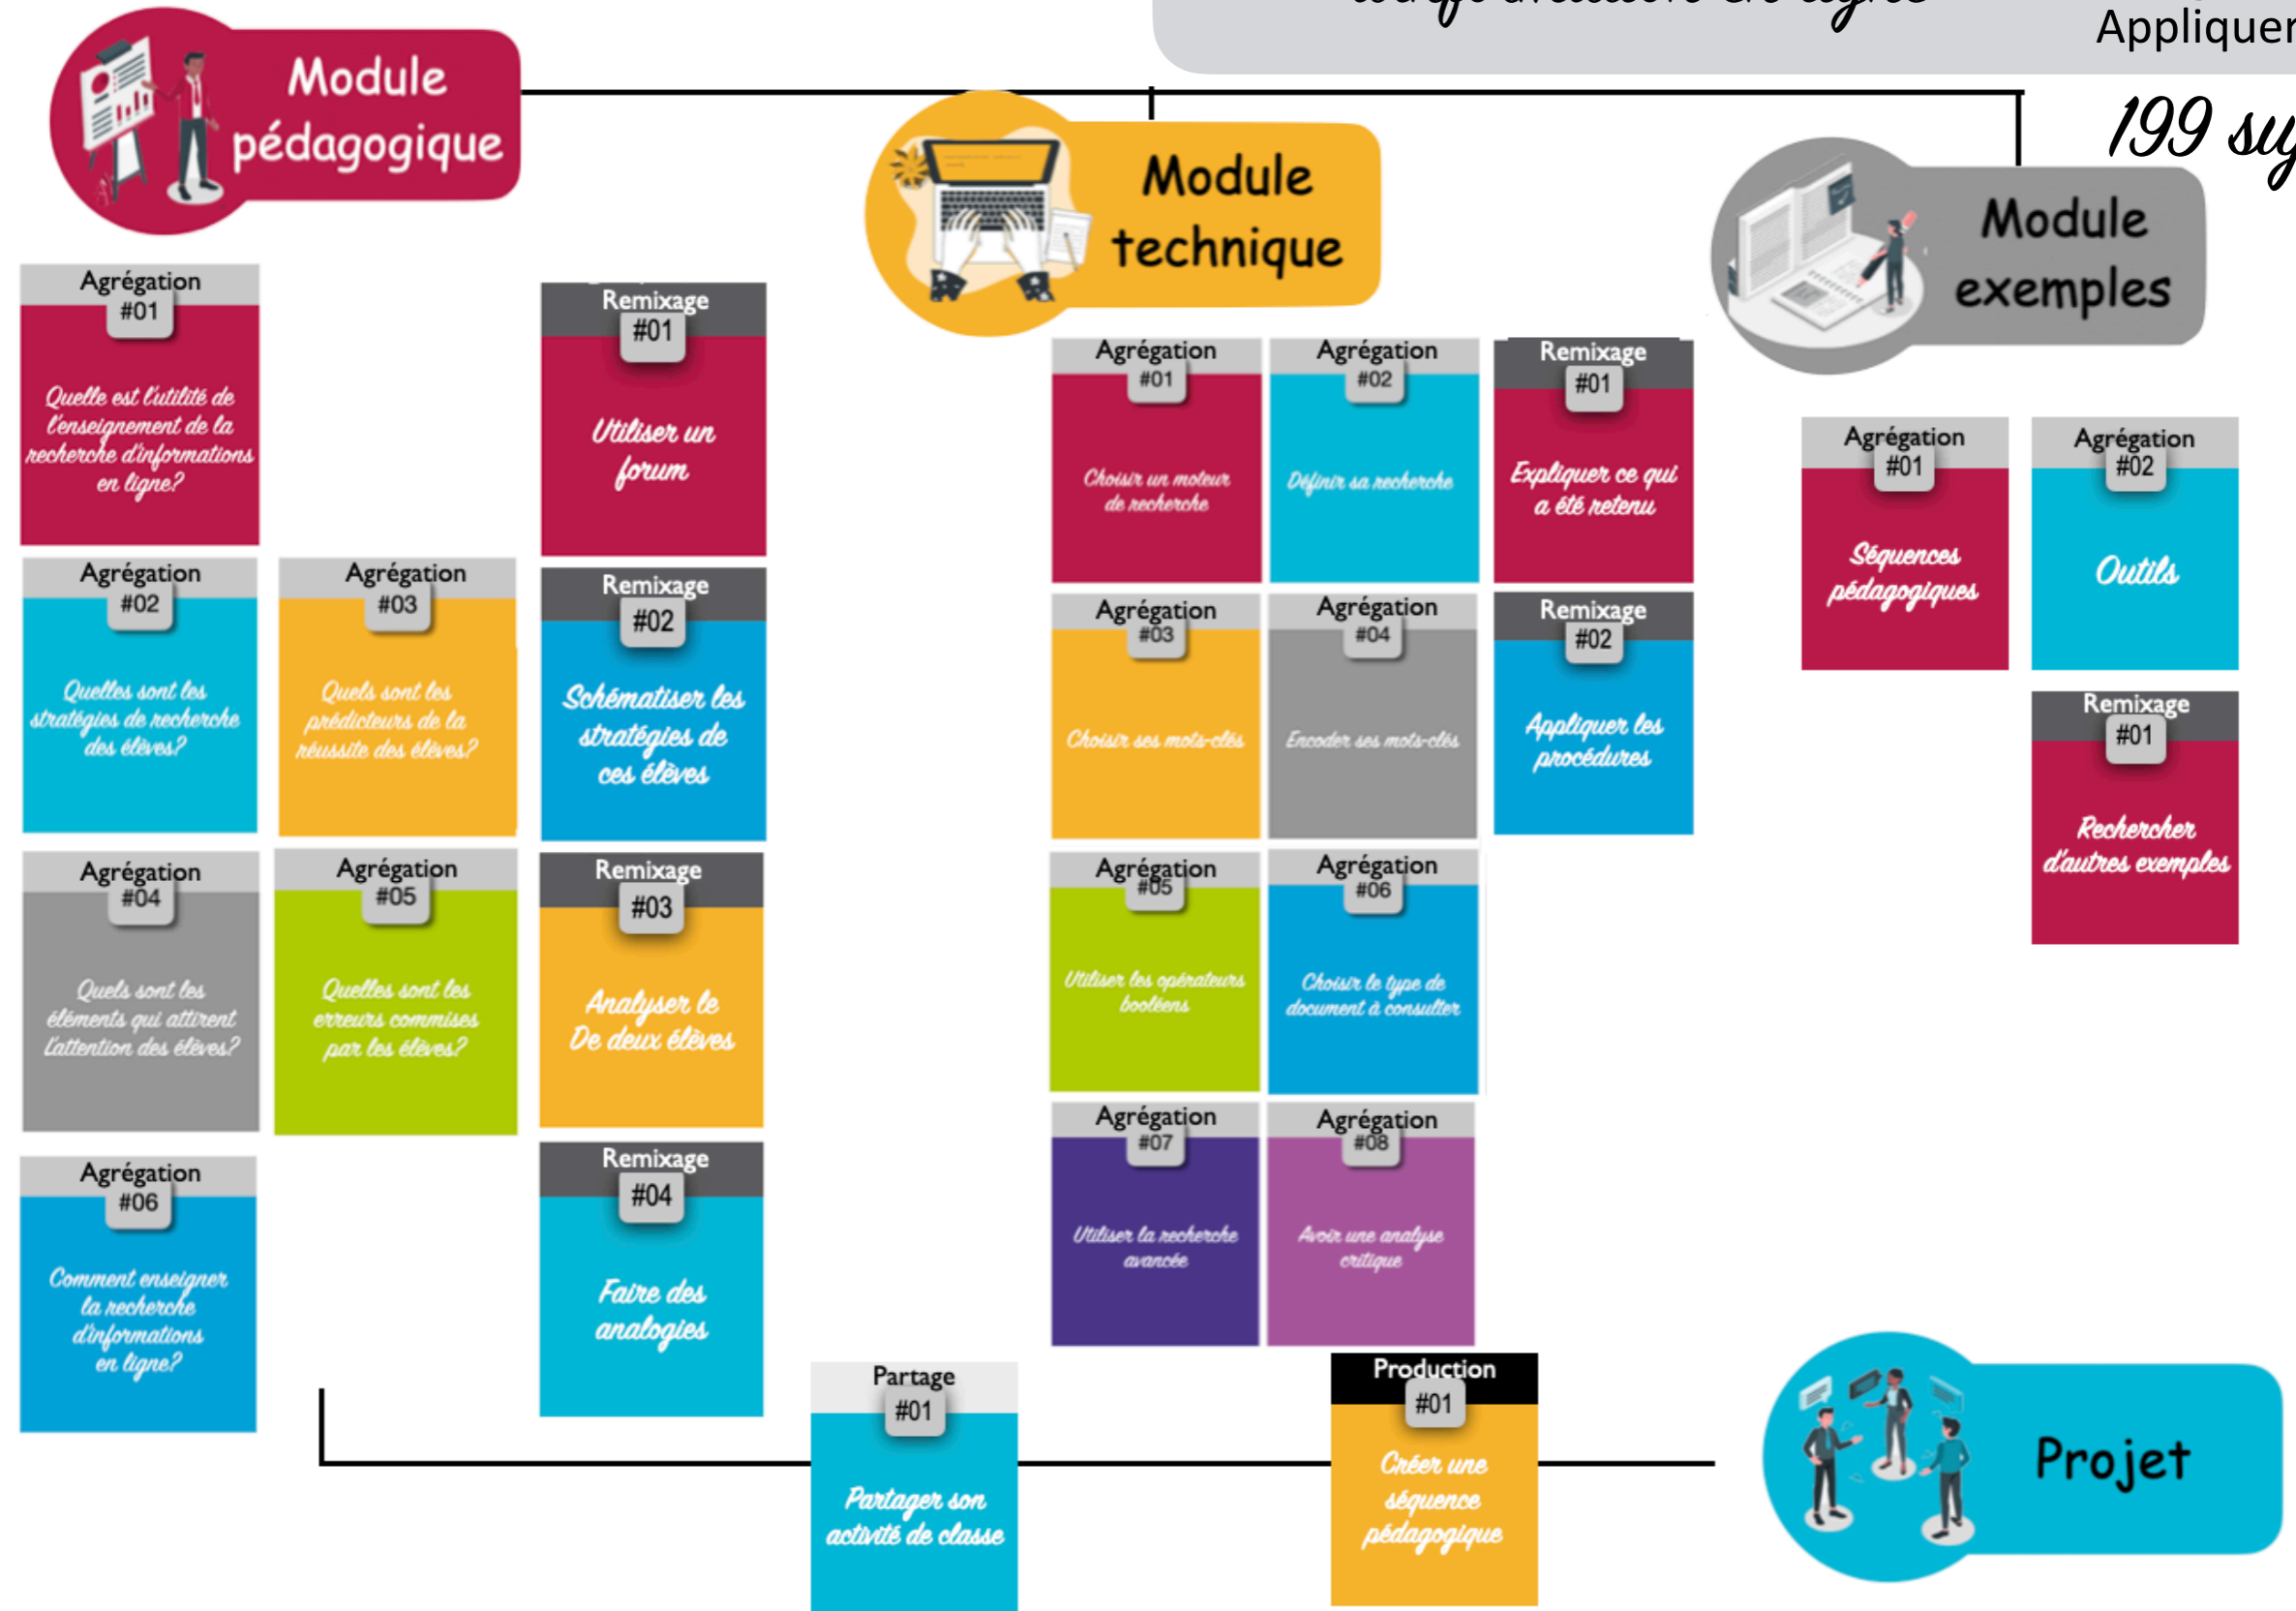 d'informations en ligne
Appliquer
199 suj
Module
pédagogique
Agrégation
#01
Quelle est l'utilité de
l'enseignement de la
recherche d'informations
en ligne?
Remixage
#01
Utiliser un
forum
Agrégation
#02
Quelles sont les
stratégies de recherche
des élèves?
Agrégation
#03
Quels sont les
prédicteurs de la
réussite des élèves?
Remixage
#02
Schématiser les
stratégies de
ces élèves
Agrégation
#04
Quels sont les
éléments qui attirent
L'attention des élèves?
Agrégation
#05
Quelles sont les
erreurs commises
par les élèves?
Remixage
#03
Analyser le
De deux élèves
Agrégation
#06
Comment enseigner
la recherche
d'informations
en ligne?
Remixage
#04
Faire des
analogies
Module
technique
Agrégation
#01
Choisir un moteur
de recherche
Agrégation
#02
Définir sa recherche
Remixage
#01
Expliquer ce qui
a été retenu
Agrégation
#03
Choisir ses mots-clés
Agrégation
#04
Encoder ses mots-clés
Remixage
#02
Appliquer les
procédures
Agrégation
#05
Utiliser les opérateurs
booléens
Agrégation
#06
Choisir le type de
document à consulter
Agrégation
#07
Utiliser la recherche
avancée
Agrégation
#08
Avoir une analyse
critique
Module
exemples
Agrégation
#01
Séquences
pédagogiques
Agrégation
#02
Outils
Remixage
#01
Rechercher
d'autres exemples
Partage
#01
Partager son
activité de classe
Production
#01
Créer une
séquence
pédagogique
Projet